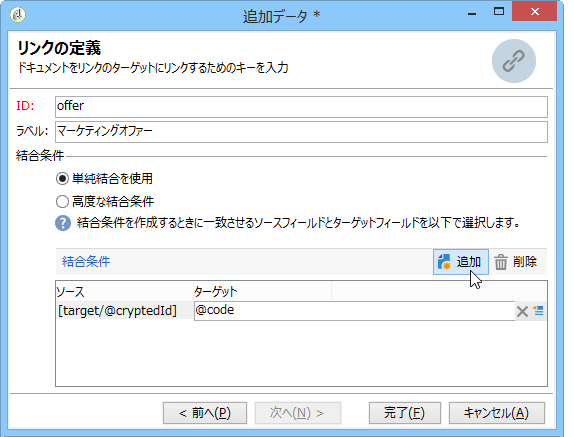 追加データ *
リンクの定義
ドキュメントをリンクのターゲットにリンクするためのキーを入力
ID: offer
ラベル: マーケティングオファー
結合条件
単純結合を使用
高度な結合条件
? 結合条件を作成するときに一致させるソースフィールドとターゲットフィールドを以下で選択します。
結合条件 追加 削除
ソース ターゲット
[target/@cryptedId] @code
< 前へ(P) 次へ(N) > 完了(F) キャンセル(A)